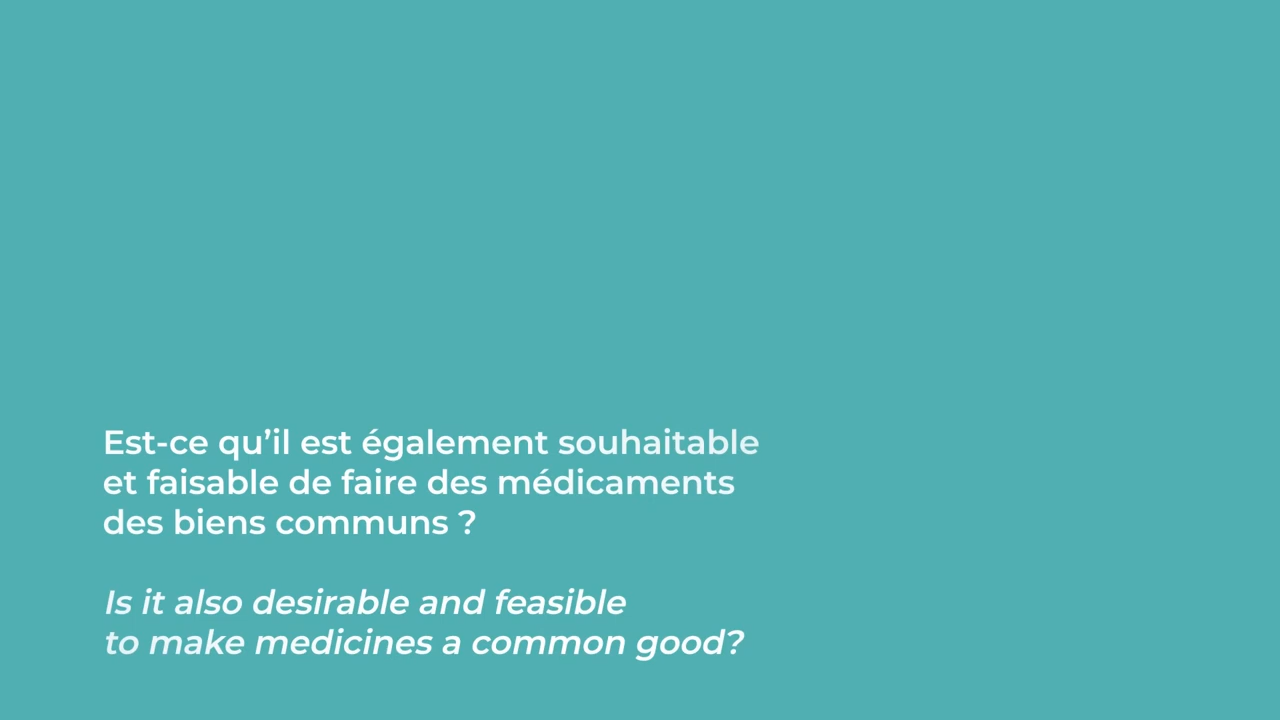 Est-ce qu’il est également souhaitable
et faisable de faire des médicaments
des biens communs ?
Is it also desirable and feasible
to make medicines a common good?